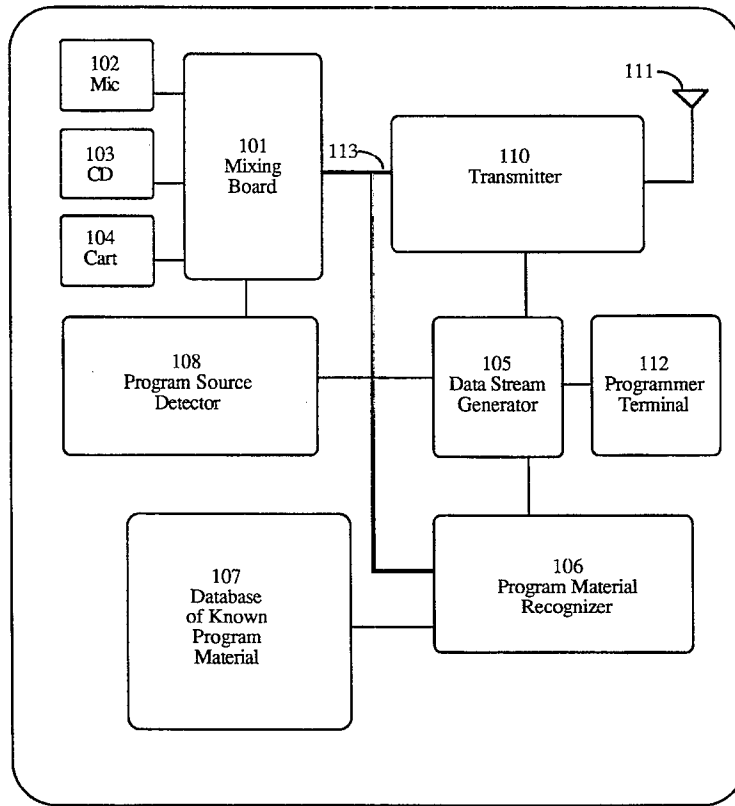 102
Mic
103
CD
104
Cart
101
Mixing
Board
113
110
Transmitter
111
108
Program Source
Detector
105
Data Stream
Generator
112
Programmer
Terminal
107
Database
of Known
Program
Material
106
Program Material
Recognizer